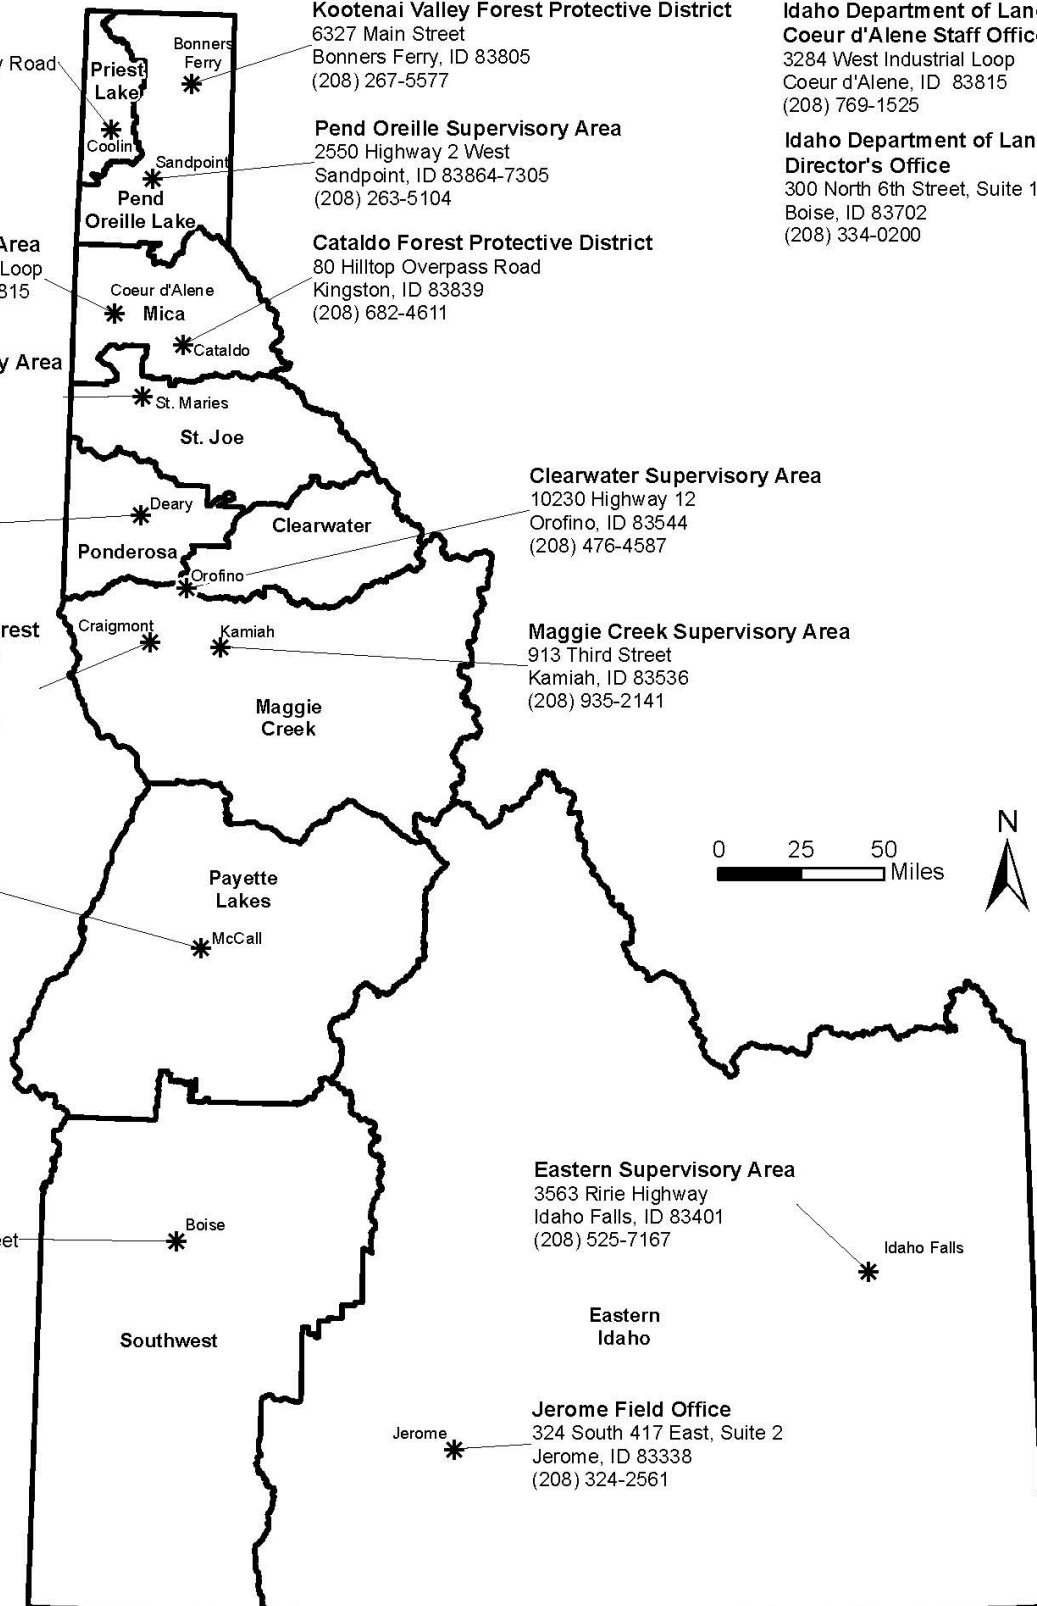 Kootenai Valley Forest Protective District
6327 Main Street
Bonners Ferry, ID 83805
(208) 267-5577
Idaho Department of
Coeur d'Alene Staff
3284 West Industrial Loop
Coeur d'Alene, ID 83815
(208) 769-1525
Idaho Department of
Director's Office
300 North 6th Street, Suite
Boise, ID 83702
(208) 334-0200
Pend Oreille Supervisory Area
2550 Highway 2 West
Sandpoint, ID 83864-7305
(208) 263-5104
Cataldo Forest Protective District
80 Hilltop Overpass Road
Kingston, ID 83839
(208) 682-4611
Road
Area
Loop
815
Area
Bonners
Ferry
Priest
Lake
Coolin
Sandpoint
Pend
Oreille Lake
Coeur d'Alene
Mica
Cataldo
St. Maries
St. Joe
Deary
Ponderosa
Clearwater
Orofino
Clearwater Supervisory Area
10230 Highway 12
Orofino, ID 83544
(208) 476-4587
Craigmont
Kamiah
Maggie
Creek
Maggie Creek Supervisory Area
913 Third Street
Kamiah, ID 83536
(208) 935-2141
N
0 25 50
Miles
Payette
Lakes
McCall
Boise
Southwest
Eastern Supervisory Area
3563 Ririe Highway
Idaho Falls, ID 83401
(208) 525-7167
Idaho Falls
Eastern
Idaho
Jerome
Jerome Field Office
324 South 417 East, Suite 2
Jerome, ID 83338
(208) 324-2561